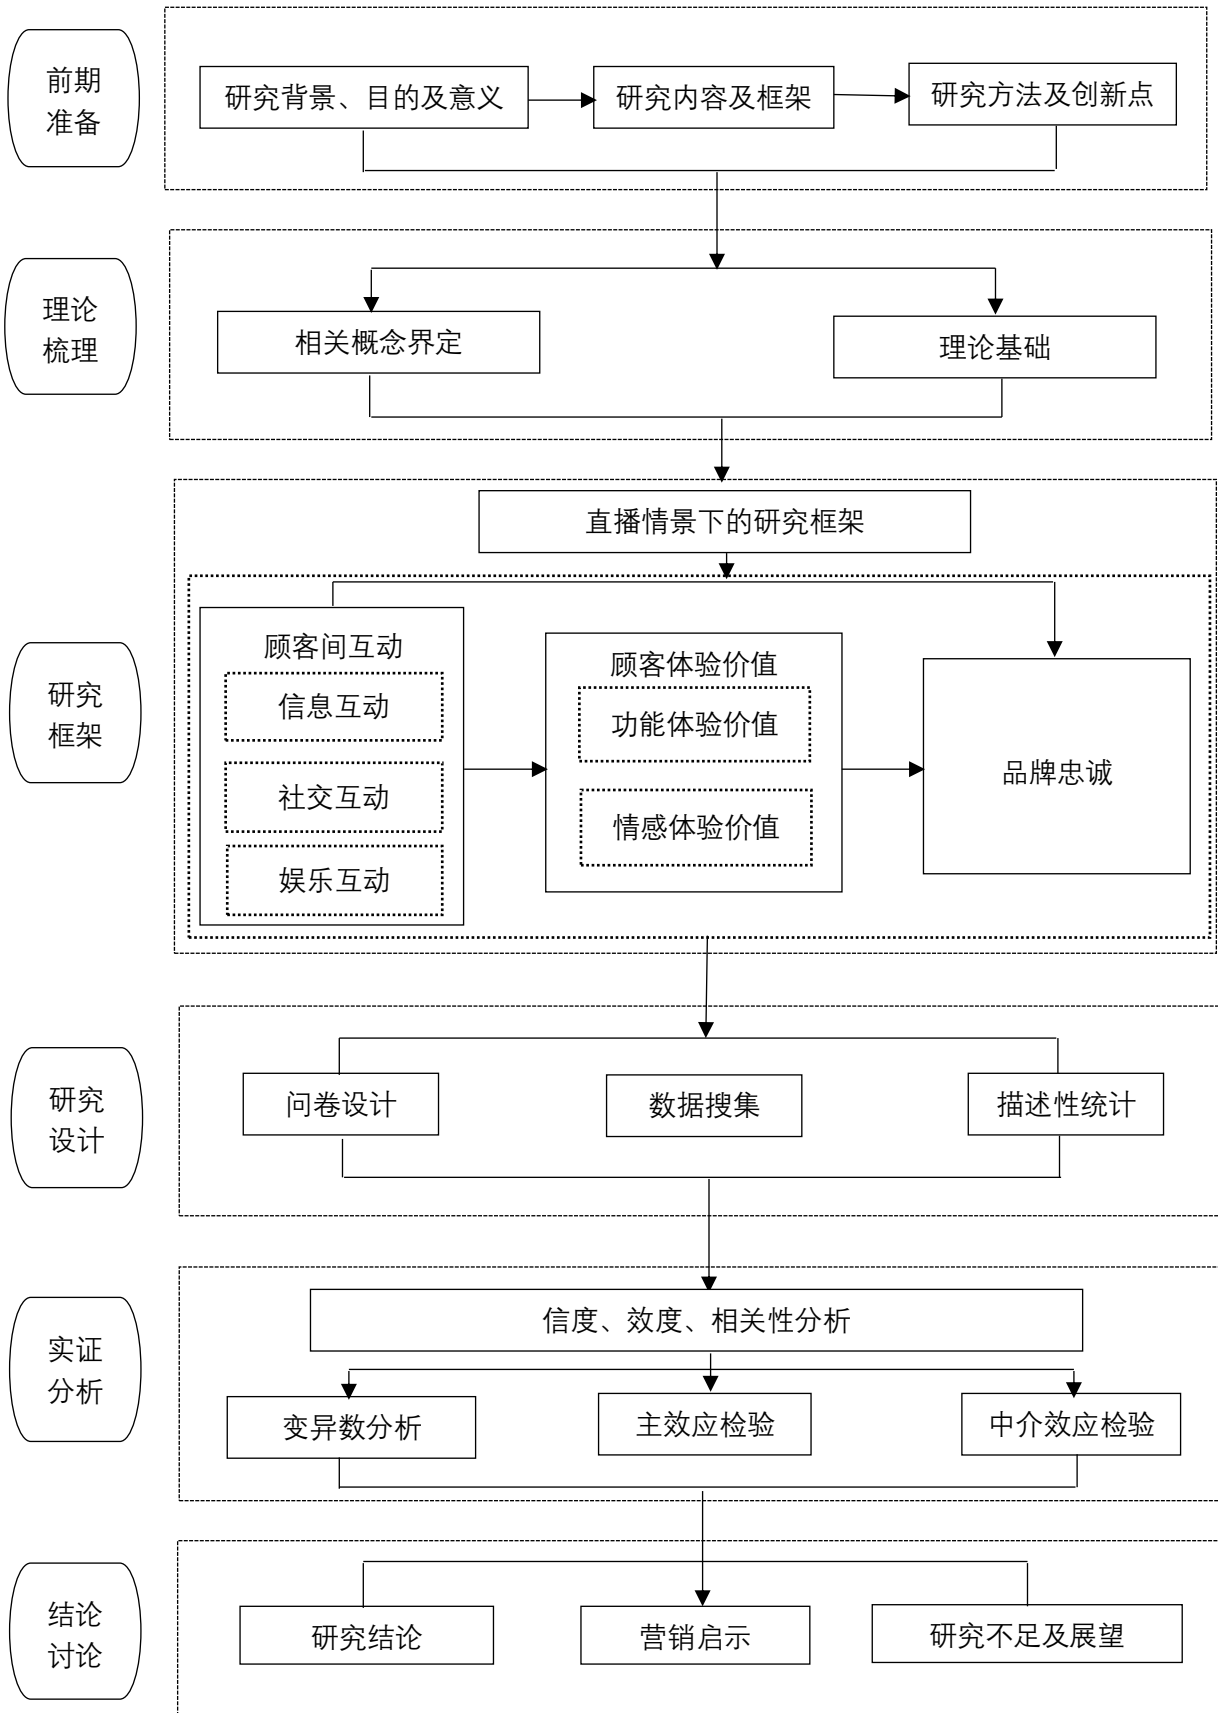 前期
准备
研究背景、目的及意义
研究内容及框架
研究方法及创新点
理论
梳理
相关概念界定
理论基础
直播情景下的研究框架
研究
框架
顾客间互动
信息互动
社交互动
娱乐互动
顾客体验价值
功能体验价值
情感体验价值
品牌忠诚
研究
设计
问卷设计
数据搜集
描述性统计
实证
分析
信度、效度、相关性分析
变异数分析
主效应检验
中介效应检验
结论
讨论
研究结论
营销启示
研究不足及展望